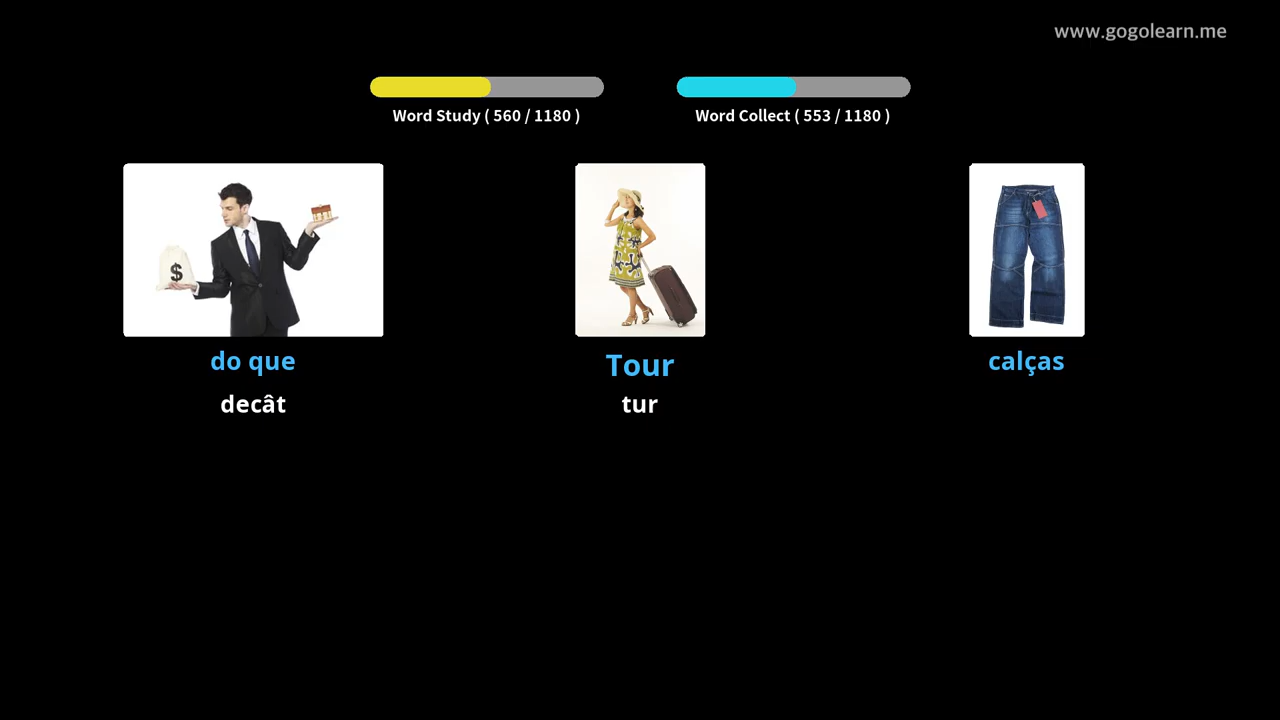 www.gogolearn.me
Word Study ( 560 / 1180 )
Word Collect ( 553 / 1180 )
$
do que
Tour
calças
decât
tur